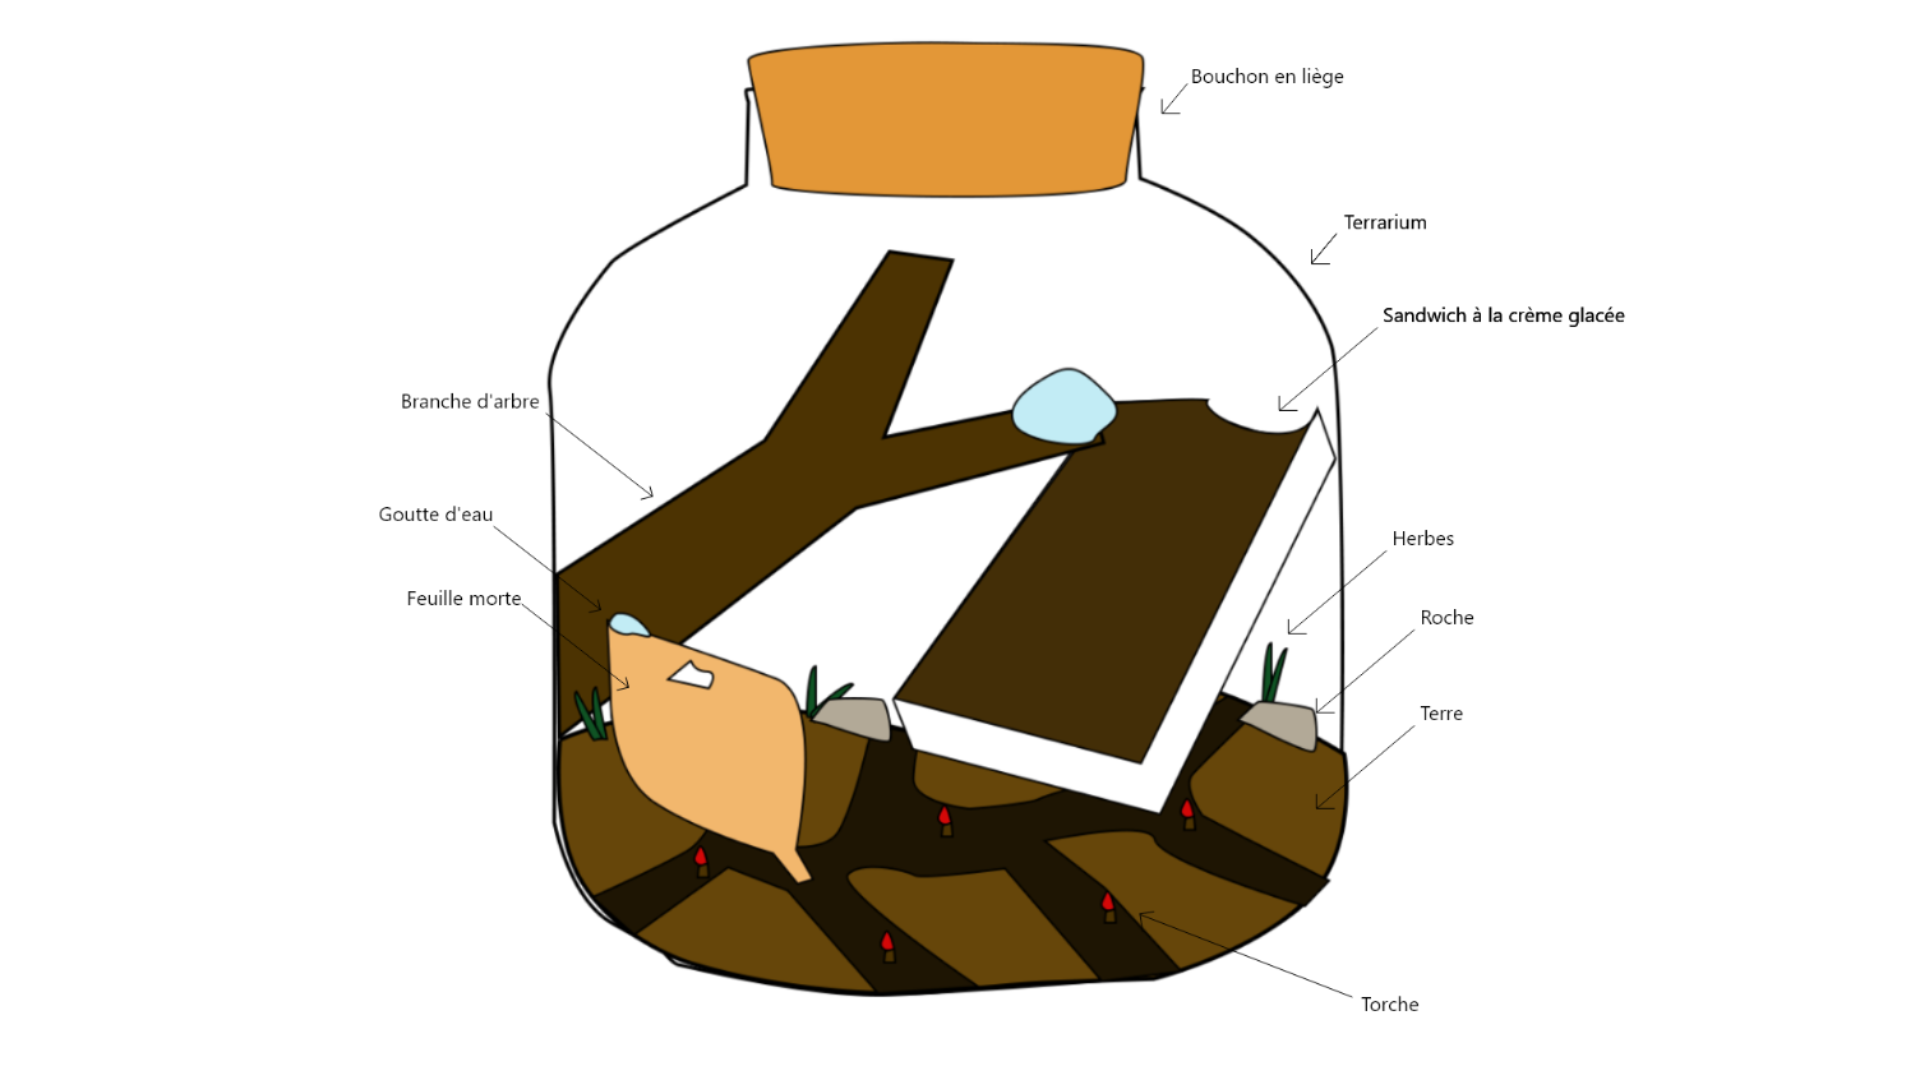 Bouchon en liège
Terrarium
Sandwich à la crème glacée
Branche d'arbre
Goutte d'eau
Herbes
Feuille morte
Roche
Terre
Torche